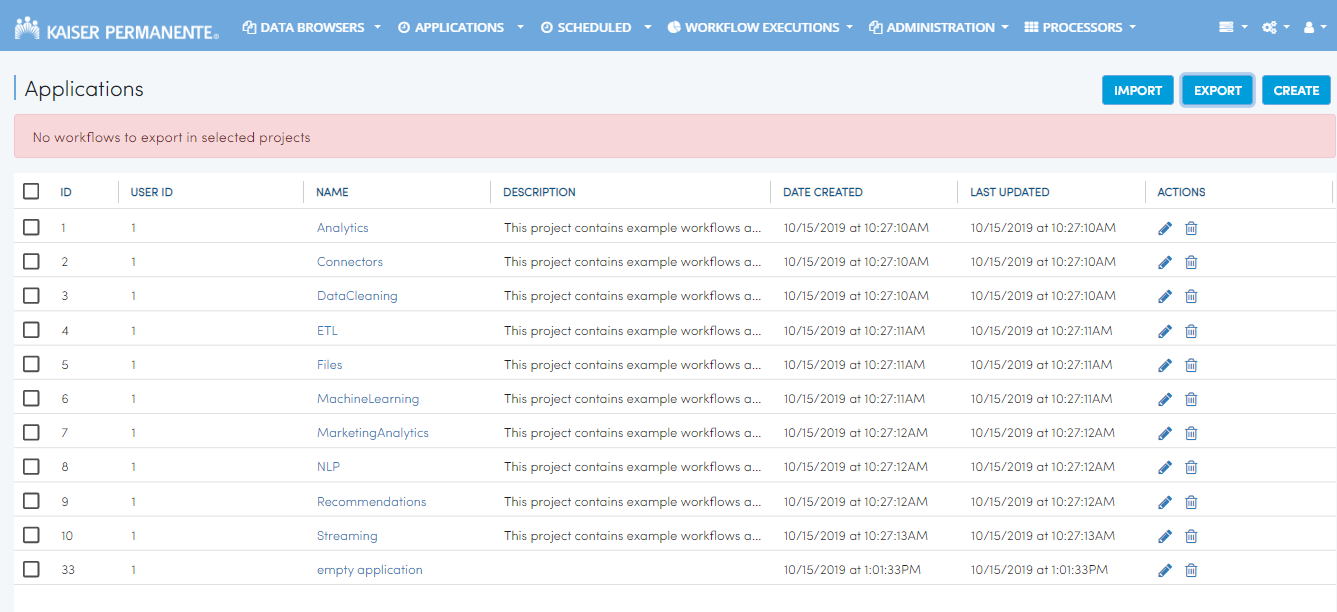 KAISER PERMANENTE® DATA BROWSERS APPLICATIONS SCHEDULED WORKFLOW EXECUTIONS ADMINISTRATION PROCESSORS
Applications IMPORT EXPORT CREATE
No workflows to export in selected projects
ID USER ID NAME DESCRIPTION DATE CREATED LAST UPDATED ACTIONS
1 1 Analytics This project contains example workflows a... 10/15/2019 at 10:27:10AM 10/15/2019 at 10:27:10AM
2 1 Connectors This project contains example workflows a... 10/15/2019 at 10:27:10AM 10/15/2019 at 10:27:10AM
3 1 DataCleaning This project contains example workflows a... 10/15/2019 at 10:27:10AM 10/15/2019 at 10:27:10AM
4 1 ETL This project contains example workflows a... 10/15/2019 at 10:27:11AM 10/15/2019 at 10:27:11AM
5 1 Files This project contains example workflows a... 10/15/2019 at 10:27:11AM 10/15/2019 at 10:27:11AM
6 1 MachineLearning This project contains example workflows a... 10/15/2019 at 10:27:11AM 10/15/2019 at 10:27:11AM
7 1 MarketingAnalytics This project contains example workflows a... 10/15/2019 at 10:27:12AM 10/15/2019 at 10:27:12AM
8 1 NLP This project contains example workflows a... 10/15/2019 at 10:27:12AM 10/15/2019 at 10:27:12AM
9 1 Recommendations This project contains example workflows a... 10/15/2019 at 10:27:12AM 10/15/2019 at 10:27:12AM
10 1 Streaming This project contains example workflows a... 10/15/2019 at 10:27:13AM 10/15/2019 at 10:27:13AM
33 1 empty application 10/15/2019 at 1:01:33PM 10/15/2019 at 1:01:33PM